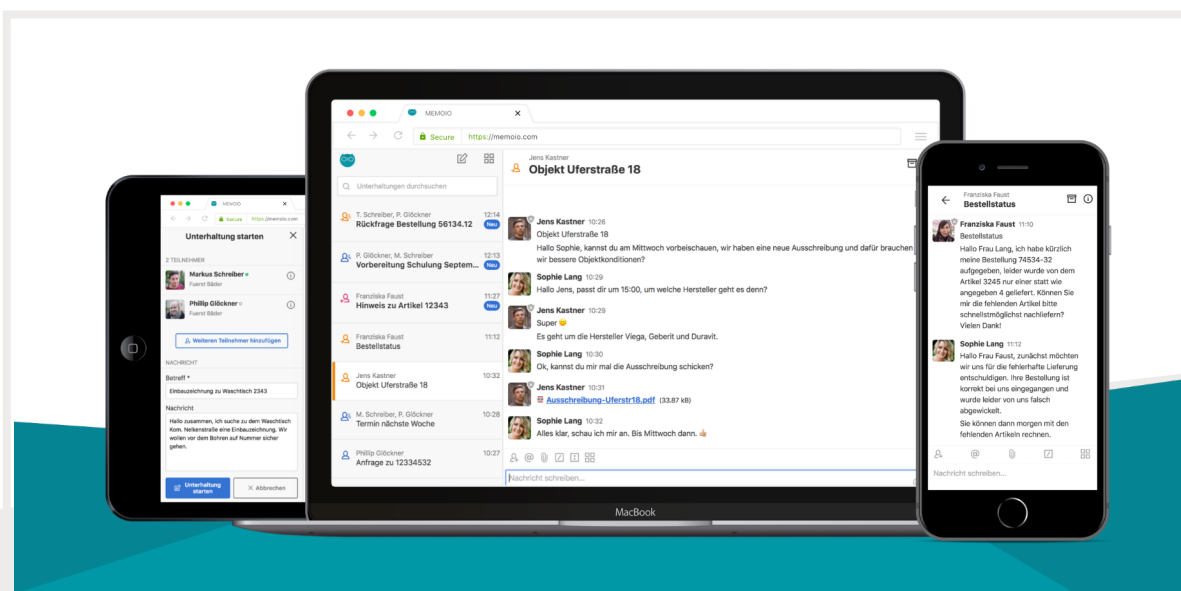 MEMOIO
Secure https://memoio.com
Unterhaltung starten
2 TEILNEHMER
Markus Schreiber
Fuerst Bäder
Phillip Glöckner
Fuerst Bäder
Weiteren Teilnehmer hinzufügen
NACHRICHT
Betreff *
Einbauzeichnung zu Waschtisch 2343
Nachricht
Hallo zusammen, ich suche zu dem Waschtisch
Kom. Nelkenstraße eine Einbauzeichnung. Wir
wollen vor dem Bohren auf Nummer sicher
gehen.
Unterhaltung
starten
Abbrechen
MEMOIO
Secure https://memoio.com
Unterhaltungen durchsuchen
T. Schreiber, P. Glöckner 12:14
Rückfrage Bestellung 56134.12 Neu
P. Glöckner, M. Schreiber 12:13
Vorbereitung Schulung Septem... Neu
Franziska Faust 11:27
Hinweis zu Artikel 12343 Neu
Franziska Faust 11:12
Bestellstatus
Jens Kastner 10:32
Objekt Uferstraße 18
M. Schreiber, P. Glöckner 10:28
Termin nächste Woche
Phillip Glöckner 10:27
Anfrage zu 12334532
Jens Kastner
Objekt Uferstraße 18
Jens Kastner 10:26
Objekt Uferstraße 18
Hallo Sophie, kannst du am Mittwoch vorbeischauen, wir haben eine neue Ausschreibung und dafür brauchen
wir bessere Objektkonditionen?
Sophie Lang 10:29
Hallo Jens, passt dir um 15:00, um welche Hersteller geht es denn?
Jens Kastner 10:29
Super 🙂
Es geht um die Hersteller Viega, Geberit und Duravit.
Sophie Lang 10:30
Ok, kannst du mir mal die Ausschreibung schicken?
Jens Kastner 10:31
Ausschreibung-Uferstr18.pdf (33.87 kB)
Sophie Lang 10:32
Alles klar, schau ich mir an. Bis Mittwoch dann. 👍
Nachricht schreiben...
MacBook
Franziska Faust
Bestellstatus
Franziska Faust 11:10
Bestellstatus
Hallo Frau Lang, ich habe kürzlich
meine Bestellung 74534-32
aufgegeben, leider wurde von dem
Artikel 3245 nur einer statt wie
angegeben 4 geliefert. Können Sie
mir die fehlenden Artikel bitte
schnellstmöglichst nachliefern?
Vielen Dank!
Sophie Lang 11:12
Hallo Frau Faust, zunächst möchten
wir uns für die fehlerhafte Lieferung
entschuldigen. Ihre Bestellung ist
korrekt bei uns eingegangen und
wurde leider von uns falsch
abgewickelt.
Sie können dann morgen mit den
fehlenden Artikeln rechnen.
Nachricht schreiben...